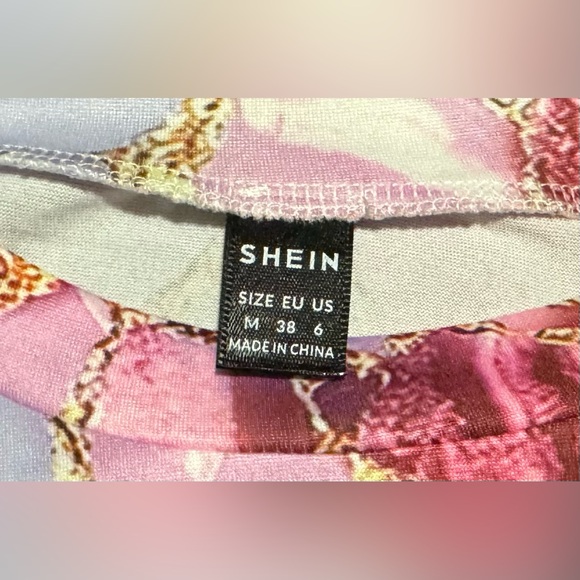 SHEIN
SIZE EU US
M 38 6
MADE IN CHINA